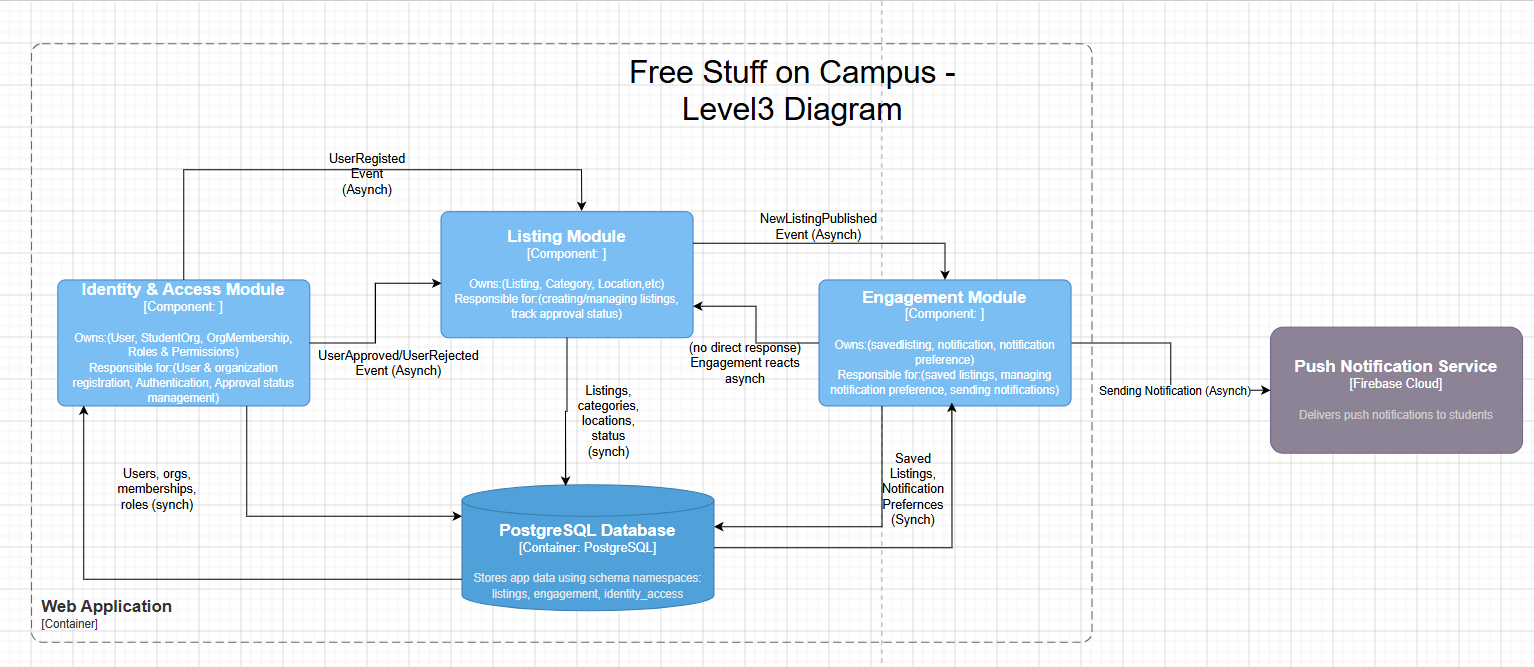 Free Stuff on Campus -
Level3 Diagram
UserRegisted
Event
(Asynch)
Listing Module
[Component: ]
Owns:(Listing, Category, Location,etc)
Responsible for:(creating/managing listings,
track approval status)
NewListingPublished
Event (Asynch)
Identity & Access Module
[Component: ]
Owns:(User, StudentOrg, OrgMembership,
Roles & Permissions)
Responsible for:(User & organization
registration, Authentication, Approval status
management)
UserApproved/UserRejected
Event (Asynch)
(no direct response)
Engagement reacts
asynch
Engagement Module
[Component: ]
Owns:(savedlisting, notification, notification
preference)
Responsible for:(saved listings, managing
notification preference, sending notifications)
Sending Notification (Asynch)
Push Notification Service
[Firebase Cloud]
Delivers push notifications to students
Listings,
categories,
locations,
status
(synch)
Users, orgs,
memberships,
roles (synch)
Saved
Listings,
Notification
Prefernces
(Synch)
PostgreSQL Database
[Container: PostgreSQL]
Stores app data using schema namespaces:
listings, engagement, identity_access
Web Application
[Container]